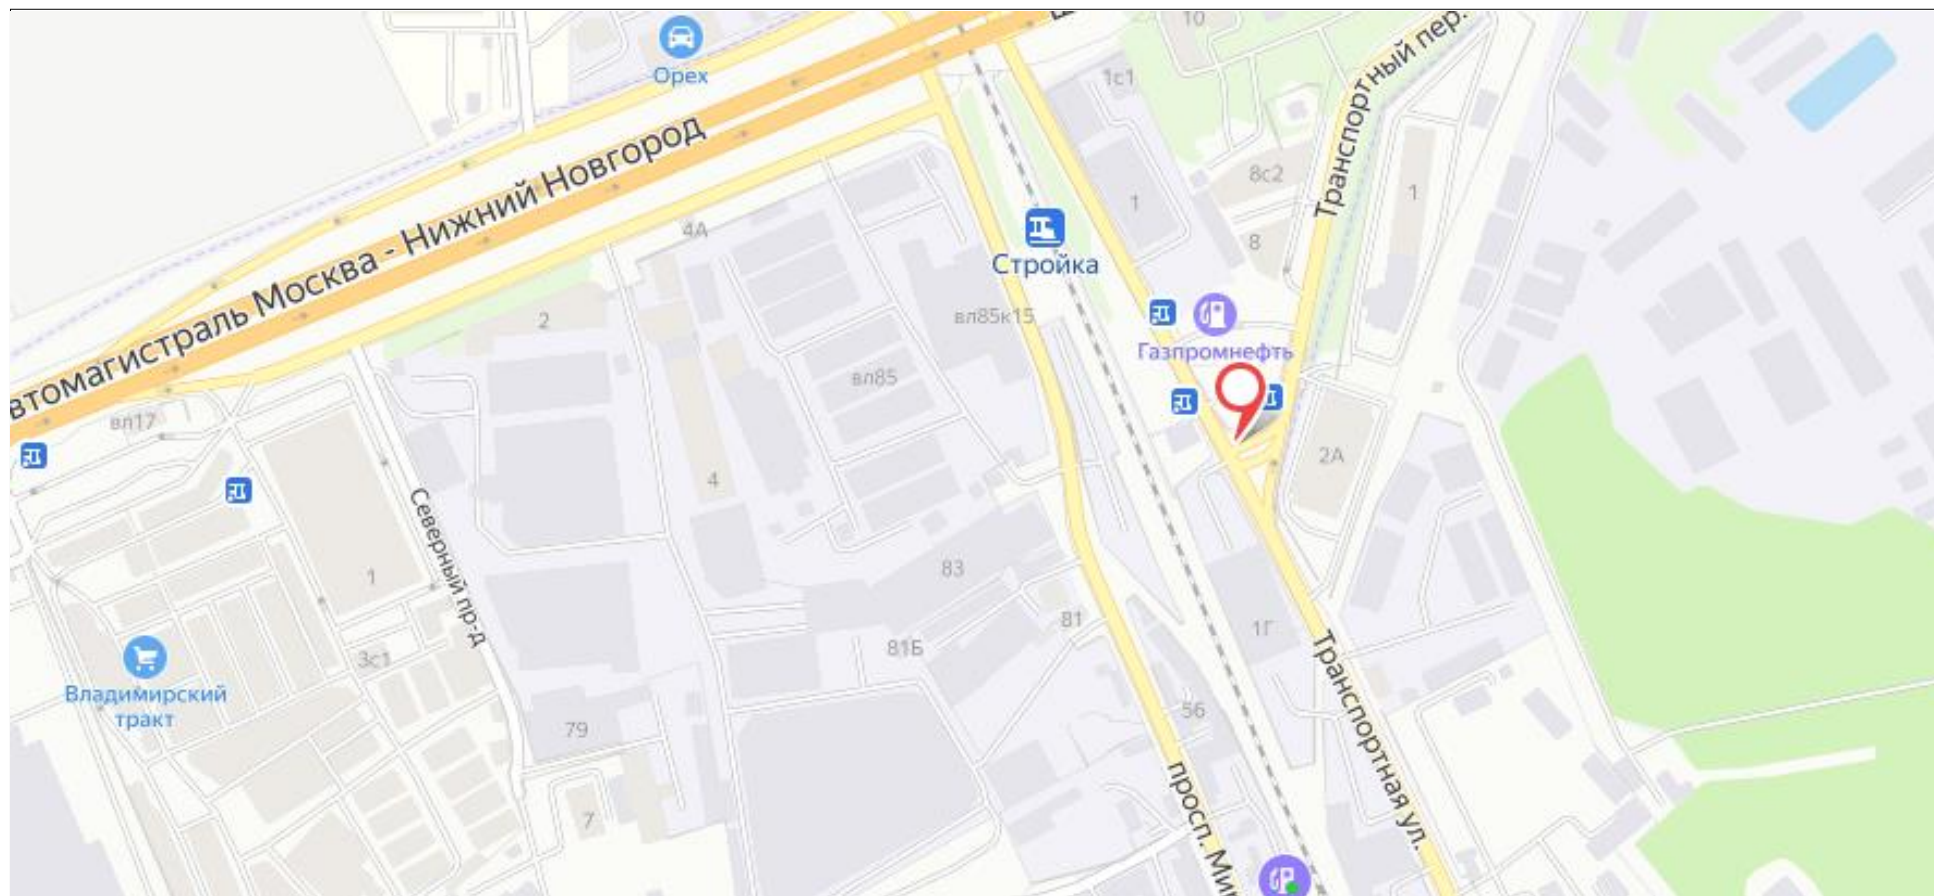 10
Орех
1с1
Транспортный пер.
Автомагистраль Москва - Нижний Новгород
8с2
1
1
4А
8
Стройка
2
вл85к15
Газпромнефть
вл85
вл17
2А
4
Северный пр-д
83
1
81
1Г
81Б
3с1
Владимирский
тракт
56
79
Транспортная ул.
просп. Ми
7